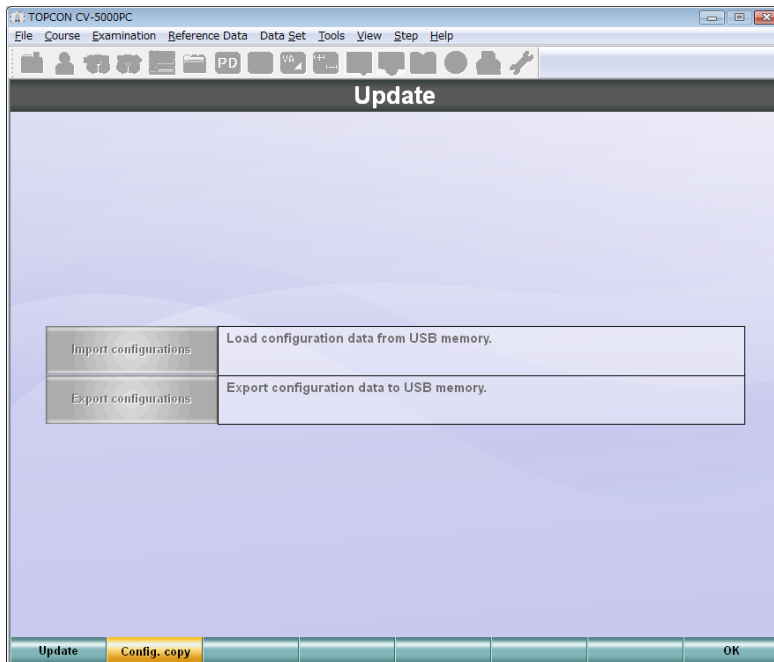 TOPCON CV-5000PC
File Course Examination Reference Data Data Set Tools View Step Help
PD VA
Update
Import configurations Load configuration data from USB memory.
Export configurations Export configuration data to USB memory.
Update Config. copy OK